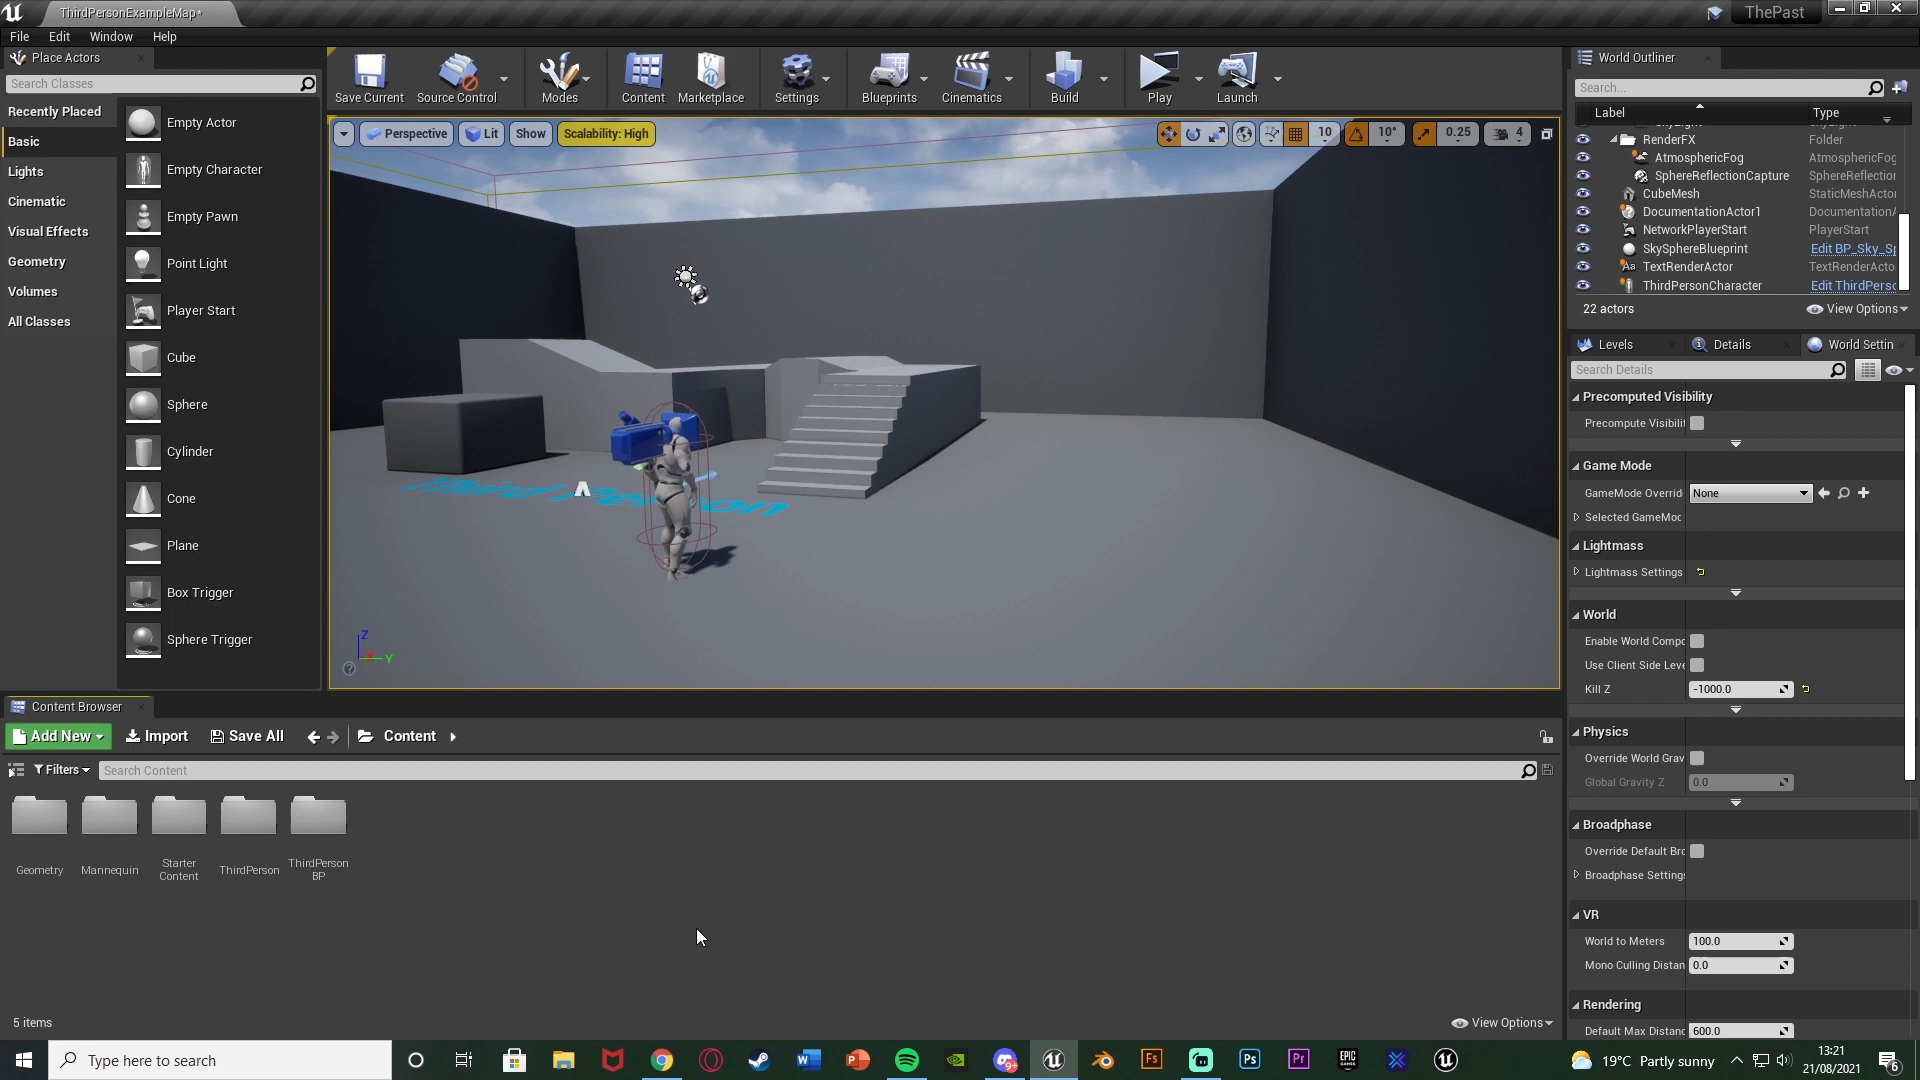 ThirdPersonExampleMap*
ThePast
File Edit Window Help
Place Actors
Search Classes
Recently Placed
Basic
Lights
Cinematic
Visual Effects
Geometry
Volumes
All Classes
Empty Actor
Empty Character
Empty Pawn
Point Light
Player Start
Cube
Sphere
Cylinder
Cone
Plane
Box Trigger
Sphere Trigger
Save Current Source Control Modes Content Marketplace Settings Blueprints Cinematics Build Play Launch
Perspective Lit Show Scalability: High 10 10° 0.25 4
Z
X Y
World Outliner
Search...
Label Type
RenderFX Folder
AtmosphericFog AtmosphericFog
SphereReflectionCapture SphereReflection
CubeMesh StaticMeshActor
DocumentationActor1 Documentation
NetworkPlayerStart PlayerStart
SkySphereBlueprint Edit BP_Sky_Sp
TextRenderActor TextRenderActo
ThirdPersonCharacter Edit ThirdPerso
22 actors View Options
Levels Details World Settin
Search Details
Precomputed Visibility
Precompute Visibilit
Game Mode
GameMode Overrid None
Selected GameMod
Lightmass
Lightmass Settings
World
Enable World Compo
Use Client Side Leve
Kill Z -1000.0
Physics
Override World Grav
Global Gravity Z 0.0
Broadphase
Override Default Bro
Broadphase Settings
VR
World to Meters 100.0
Mono Culling Distan 0.0
Rendering
Default Max Distanc 600.0
Content Browser
Add New Import Save All Content
Filters Search Content
Geometry
Mannequin
Starter
Content
ThirdPerson
ThirdPerson
BP
5 items View Options
Type here to search
19°C Partly sunny
13:21
21/08/2021